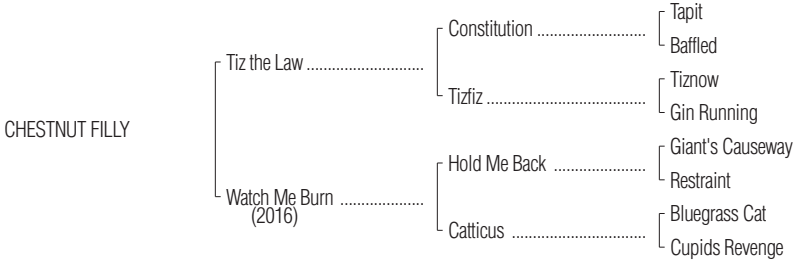 Tapit
Constitution ..........................
Baffled
Tiz the Law ............................
Tiznow
Tizfiz ......................................
Gin Running
CHESTNUT FILLY
Giant's Causeway
Hold Me Back ......................
Restraint
Watch Me Burn ....................
(2016)
Bluegrass Cat
Catticus ................................
Cupids Revenge